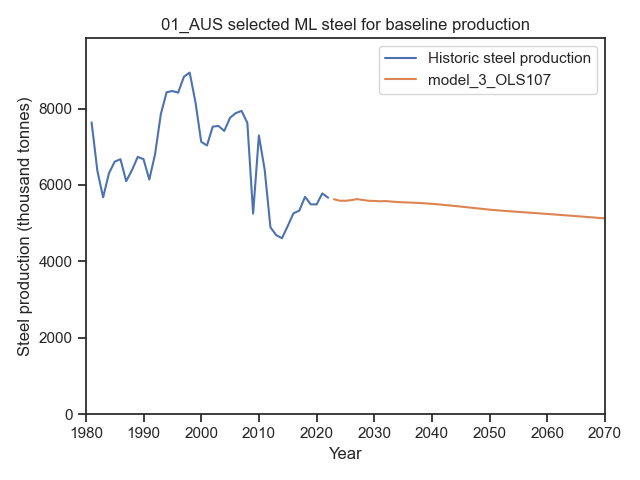 01_AUS selected ML steel for baseline production
Historic steel production
model_3_OLS107
Steel production (thousand tonnes)
8000
6000
4000
2000
0
1980 1990 2000 2010 2020 2030 2040 2050 2060 2070
Year